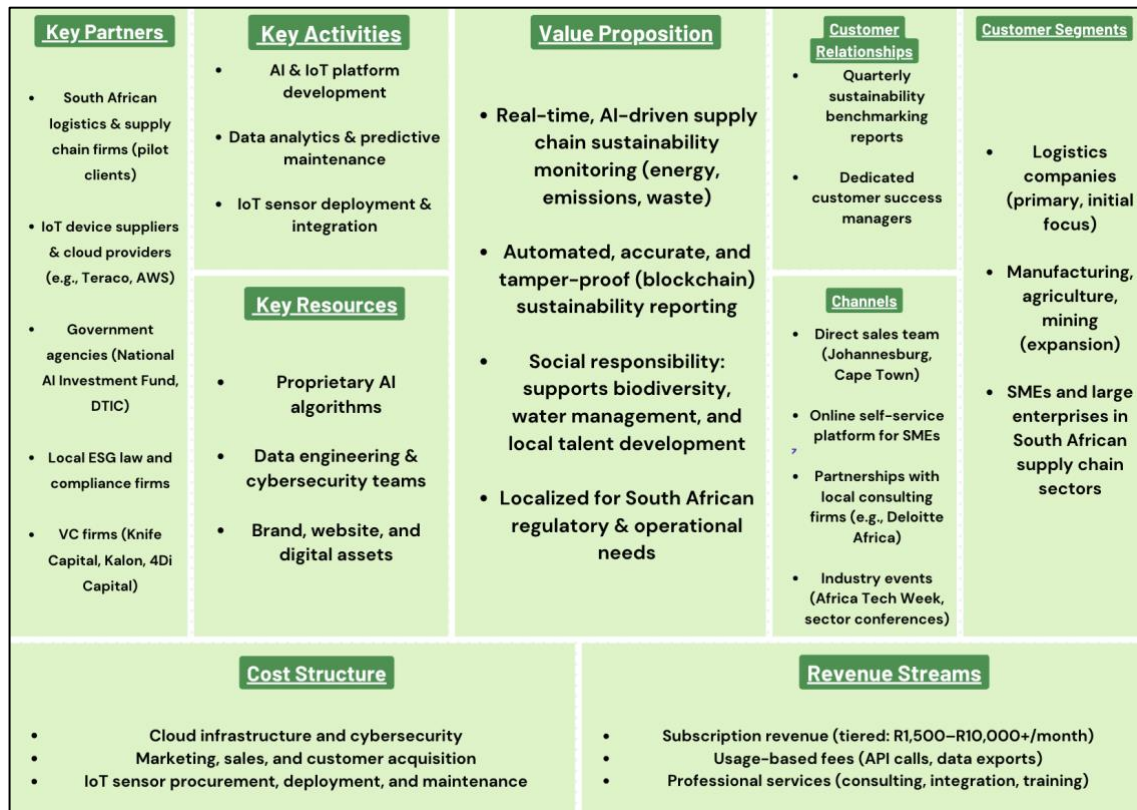 Key Partners
• South African
logistics & supply
chain firms (pilot
clients)
• IoT device suppliers
& cloud providers
(e.g., Teraco, AWS)
• Government
agencies (National
AI Investment Fund,
DTIC)
• Local ESG law and
compliance firms
• VC firms (Knife
Capital, Kalon, 4Di
Capital)
Key Activities
• AI & IoT platform
development
• Data analytics & predictive
maintenance
• IoT sensor deployment &
integration
Key Resources
• Proprietary AI
algorithms
• Data engineering &
cybersecurity teams
• Brand, website, and
digital assets
Value Proposition
• Real-time, AI-driven supply
chain sustainability
monitoring (energy,
emissions, waste)
• Automated, accurate, and
tamper-proof (blockchain)
sustainability reporting
• Social responsibility:
supports biodiversity,
water management, and
local talent development
• Localized for South African
regulatory & operational
needs
Customer
Relationships
• Quarterly
sustainability
benchmarking
reports
• Dedicated
customer success
managers
Channels
• Direct sales team
(Johannesburg,
Cape Town)
• Online self-service
platform for SMEs
• Partnerships with
local consulting
firms (e.g., Deloitte
Africa)
• Industry events
(Africa Tech Week,
sector conferences)
Customer Segments
• Logistics
companies
(primary, initial
focus)
• Manufacturing,
agriculture,
mining
(expansion)
• SMEs and large
enterprises in
South African
supply chain
sectors
Cost Structure
• Cloud infrastructure and cybersecurity
• Marketing, sales, and customer acquisition
• IoT sensor procurement, deployment, and maintenance
Revenue Streams
• Subscription revenue (tiered: R1,500–R10,000+/month)
• Usage-based fees (API calls, data exports)
• Professional services (consulting, integration, training)